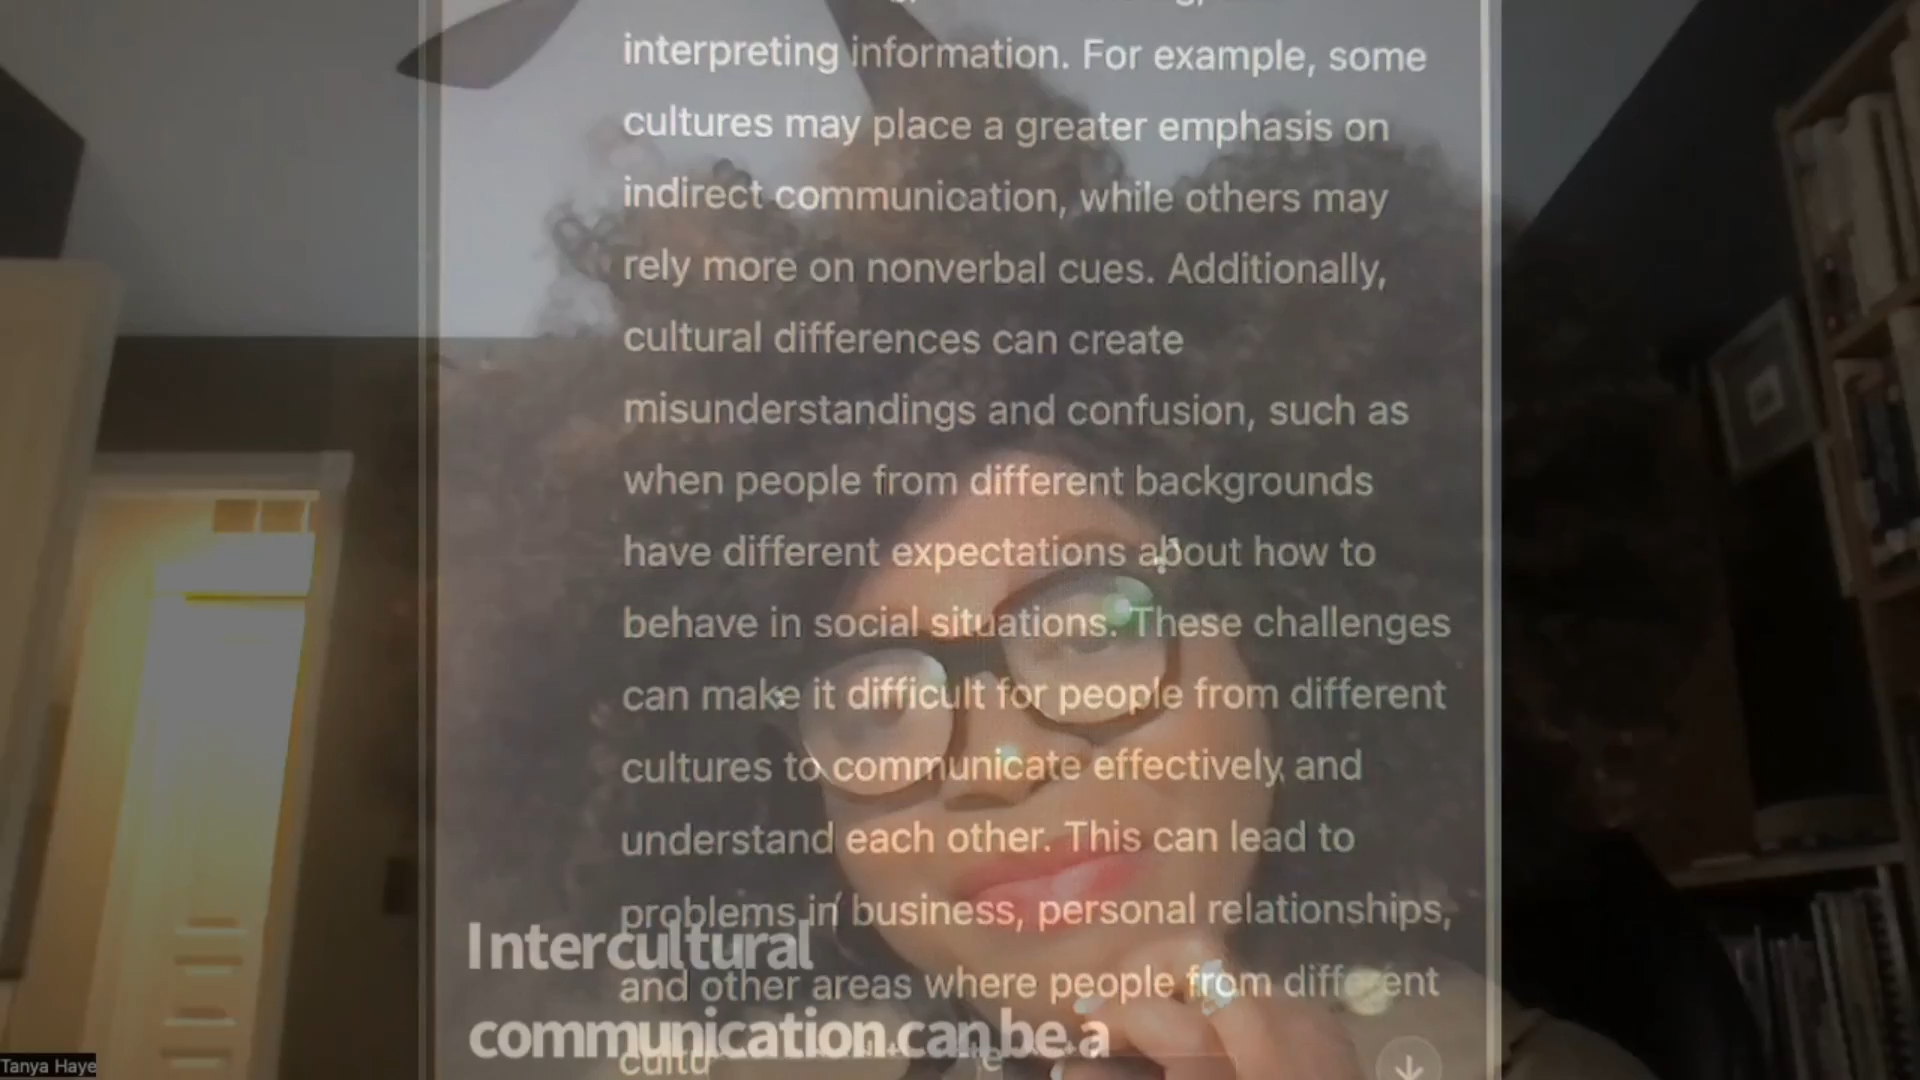 interpreting information. For example, some
cultures may place a greater emphasis on
indirect communication, while others may
rely more on nonverbal cues. Additionally,
cultural differences can create
misunderstandings and confusion, such as
when people from different backgrounds
have different expectations about how to
behave in social situations. These challenges
can make it difficult for people from different
cultures to communicate effectively, and
understand each other. This can lead to
problems in business, personal relationships,
and other areas where people from different
Intercultural
communication can be a
Tanya Haye